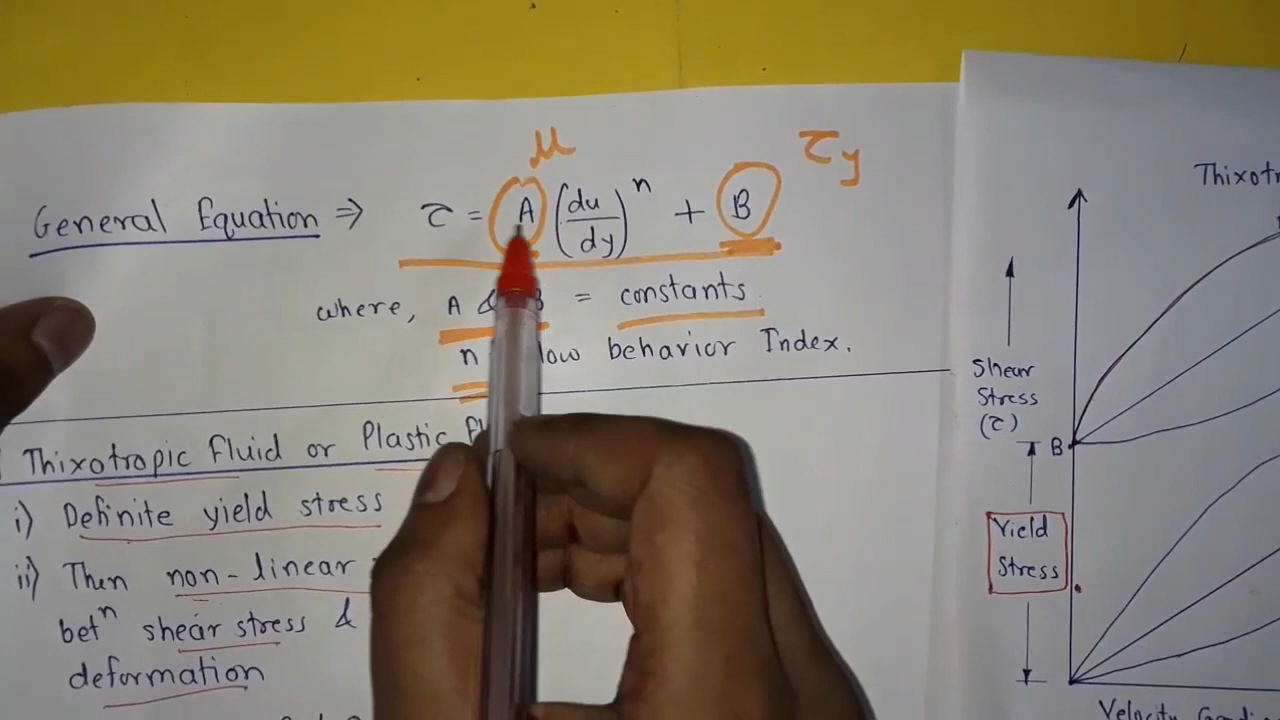 μ
τy
General Equation ⇒ τ = A (du/dy)^n + B
where, A & B = constants.
n low behavior Index.
Thixotropic fluid or Plastic
i) Definite yield stress
ii) Then non-linear
betⁿ shear stress &
deformation
Thixotr
Shear
Stress
(τ)
B
Yield
Stress
Velocity